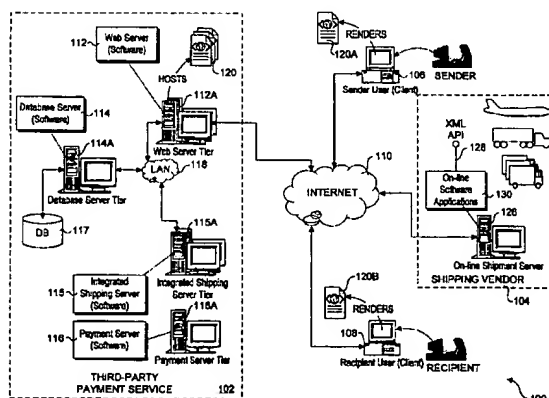 112
Web Server
(Software)
HOSTS
120
112A
Web Server Tier
Database Server
(Software)
114
114A
Database Server Tier
LAN
118
DB
117
115A
Integrated Shipping
Server Tier
115
Integrated
Shipping Server
(Software)
116
Payment Server
(Software)
116A
Payment Server Tier
THIRD-PARTY
PAYMENT SERVICE
102
120A
RENDERS
106
Sender User (Client)
SENDER
110
INTERNET
120B
RENDERS
108
Recipient User (Client)
RECIPIENT
XML
API
128
On-line
Software
Applications
130
126
On-line Shipment Server
SHIPPING VENDOR
104
100